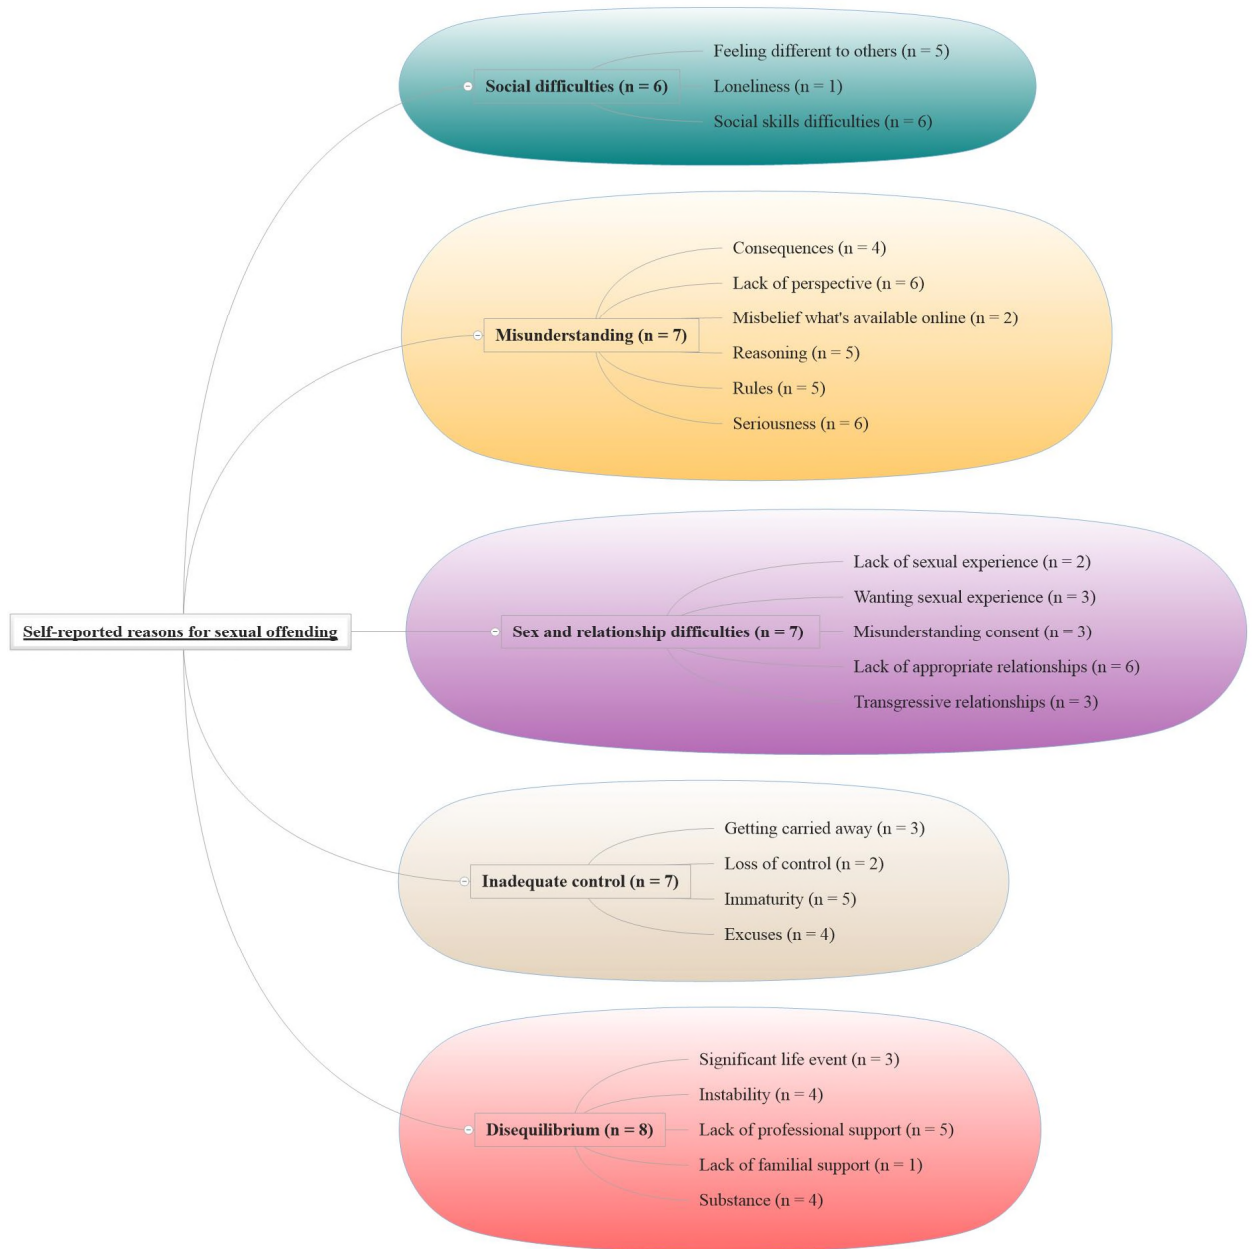 Self-reported reasons for sexual offending
Social difficulties (n = 6)
Feeling different to others (n = 5)
Loneliness (n = 1)
Social skills difficulties (n = 6)
Misunderstanding (n = 7)
Consequences (n = 4)
Lack of perspective (n = 6)
Misbelief what's available online (n = 2)
Reasoning (n = 5)
Rules (n = 5)
Seriousness (n = 6)
Sex and relationship difficulties (n = 7)
Lack of sexual experience (n = 2)
Wanting sexual experience (n = 3)
Misunderstanding consent (n = 3)
Lack of appropriate relationships (n = 6)
Transgressive relationships (n = 3)
Inadequate control (n = 7)
Getting carried away (n = 3)
Loss of control (n = 2)
Immaturity (n = 5)
Excuses (n = 4)
Disequilibrium (n = 8)
Significant life event (n = 3)
Instability (n = 4)
Lack of professional support (n = 5)
Lack of familial support (n = 1)
Substance (n = 4)